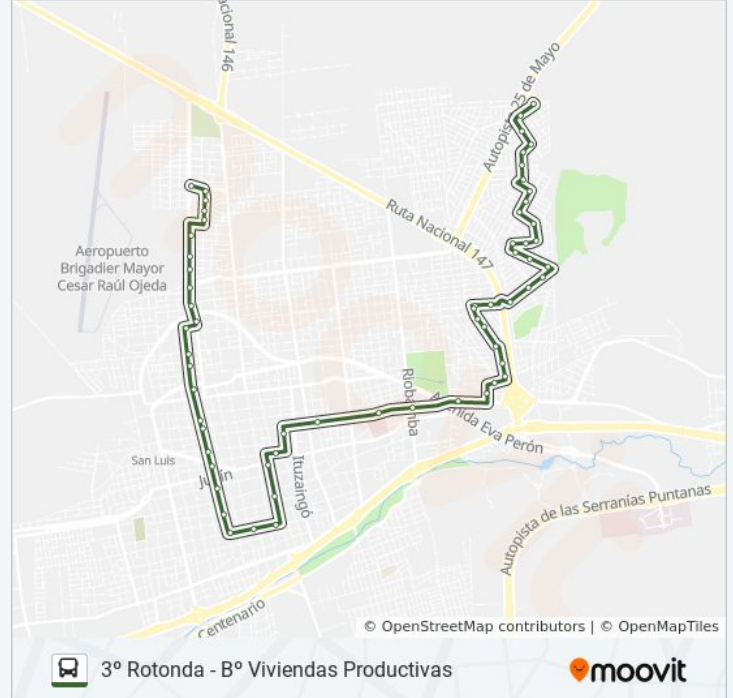 acional 146
Autopista 25 de Mayo
Ruta Nacional 147
Aeropuerto
Brigadier Mayor
Cesar Raúl Ojeda
Riobamba
Avenida Eva Perón
San Luis
Junín
Ituzaingó
Autopista de las Serranías Puntanas
Centenario
© OpenStreetMap contributors | © OpenMapTiles
3º Rotonda - Bº Viviendas Productivas
moovit